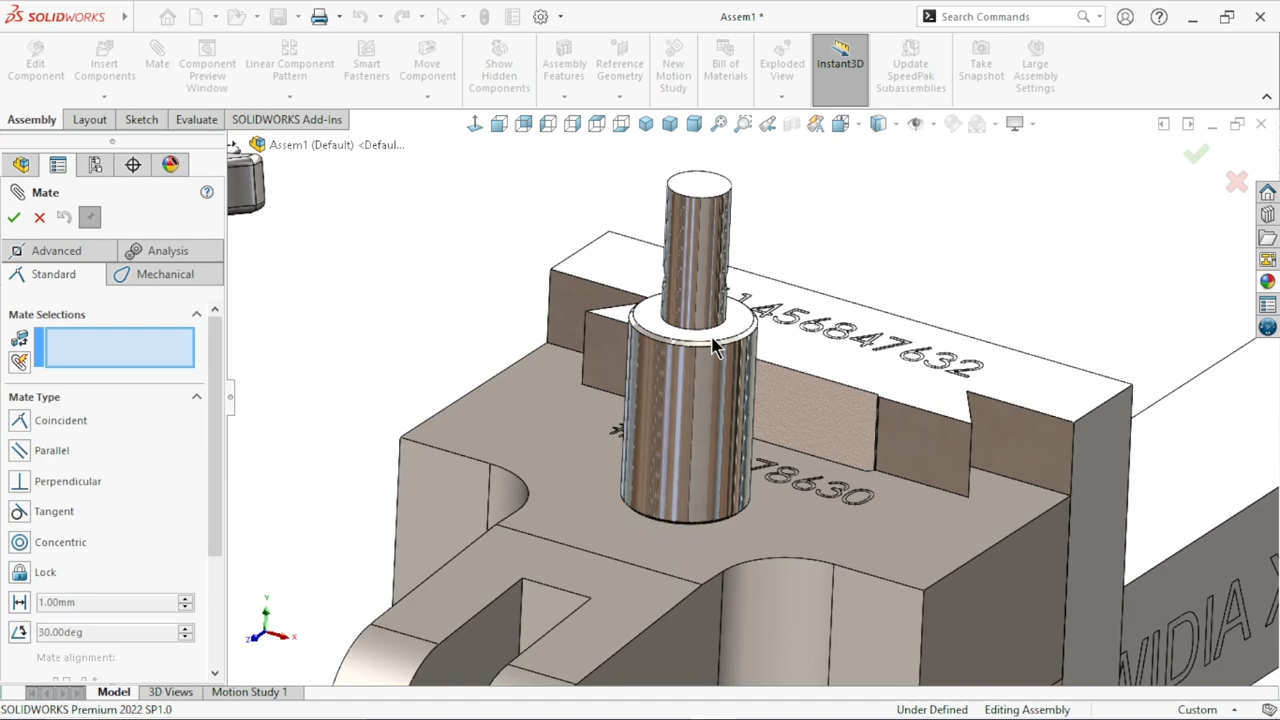 SOLIDWORKS
Assem1 *
Search Commands
Edit Component
Insert Components
Mate
Component Preview Window
Linear Component Pattern
Smart Fasteners
Move Component
Show Hidden Components
Assembly Features
Reference Geometry
New Motion Study
Bill of Materials
Exploded View
Instant3D
Update SpeedPak Subassemblies
Take Snapshot
Large Assembly Settings
Assembly
Layout
Sketch
Evaluate
SOLIDWORKS Add-Ins
Assem1 (Default) <Defaul...
Mate
Advanced
Analysis
Standard
Mechanical
Mate Selections
Mate Type
Coincident
Parallel
Perpendicular
Tangent
Concentric
Lock
1.00mm
30.00deg
Mate alignment:
1456847632
78630
Model
3D Views
Motion Study 1
SOLIDWORKS Premium 2022 SP1.0
Under Defined
Editing Assembly
Custom